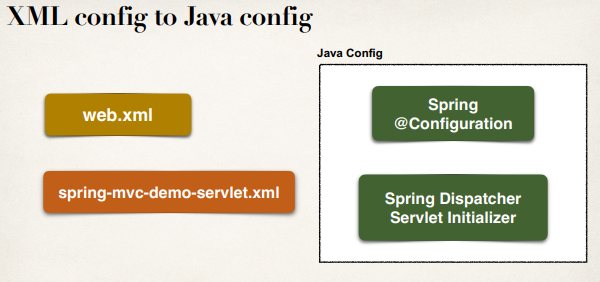 XML config to Java config
Java Config
web.xml
spring-mvc-demo-servlet.xml
Spring
@Configuration
Spring Dispatcher
Servlet Initializer